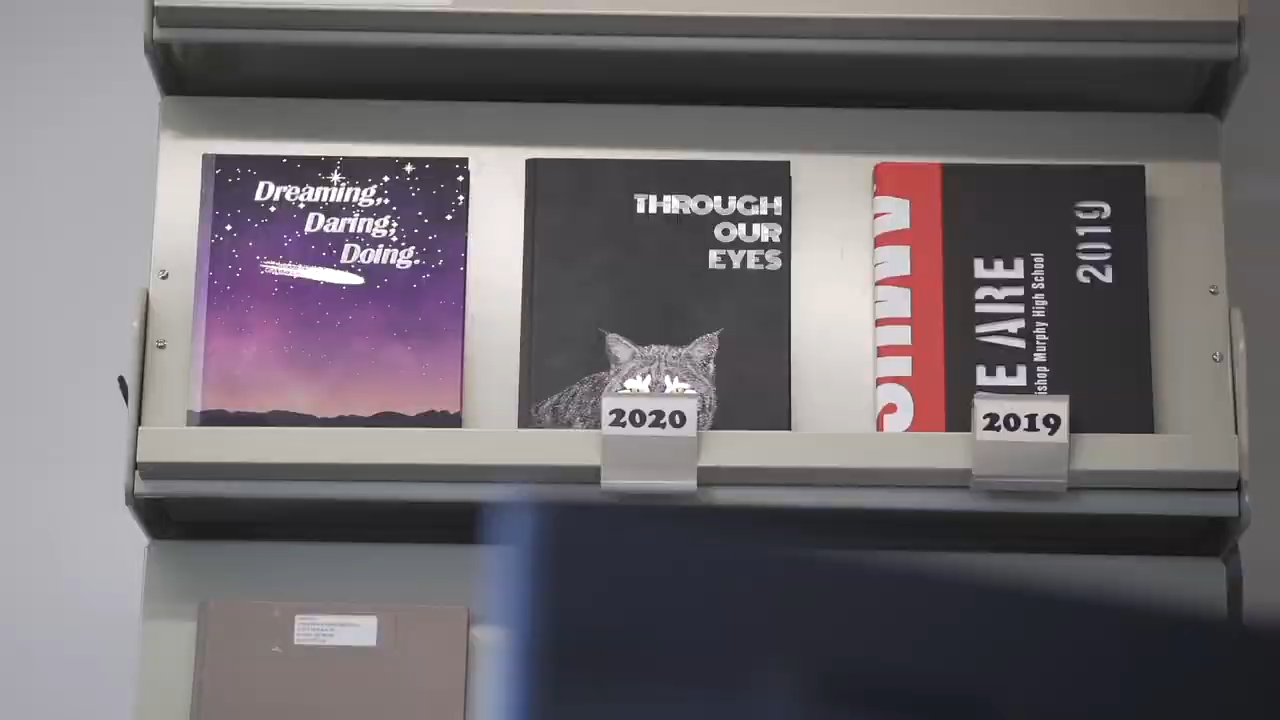 Dreaming,
Daring,
Doing
THROUGH
OUR
EYES
2020
E ARE
ishop Murphy High School
2019
2019